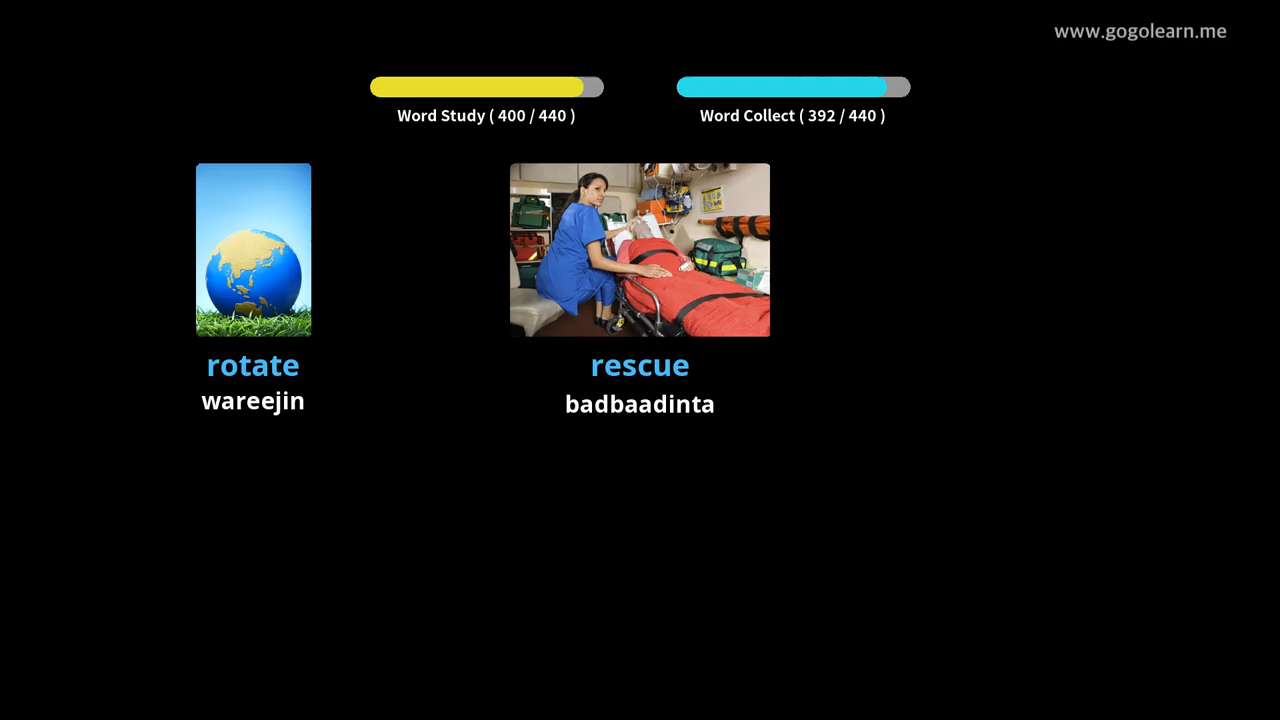 www.gogolearn.me
Word Study ( 400 / 440 )
Word Collect ( 392 / 440 )
rotate
wareejin
rescue
badbaadinta